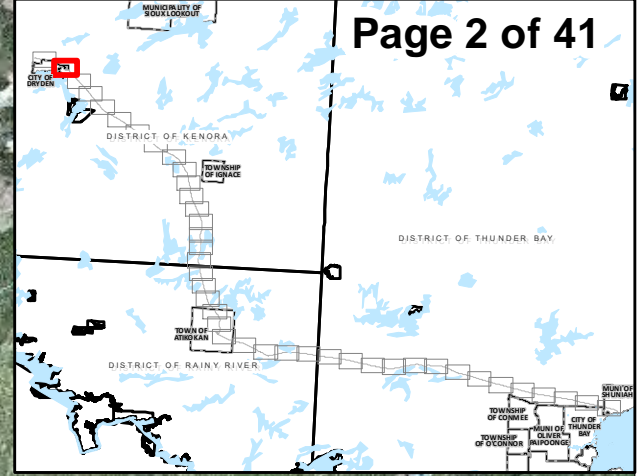 MUNICIPALITY OF
SIOUX LOOKOUT
Page 2 of 41
CITY OF
DRYDEN
DISTRICT OF KENORA
TOWNSHIP
OF IGNACE
DISTRICT OF THUNDER BAY
TOWN OF
ATIKOKAN
DISTRICT OF RAINY RIVER
MUNI OF
SHUNIAH
TOWNSHIP
OF CONMEE
CITY OF
THUNDER
BAY
MUNI OF
OLIVER
PAIPOONGE
TOWNSHIP
OF O'CONNOR